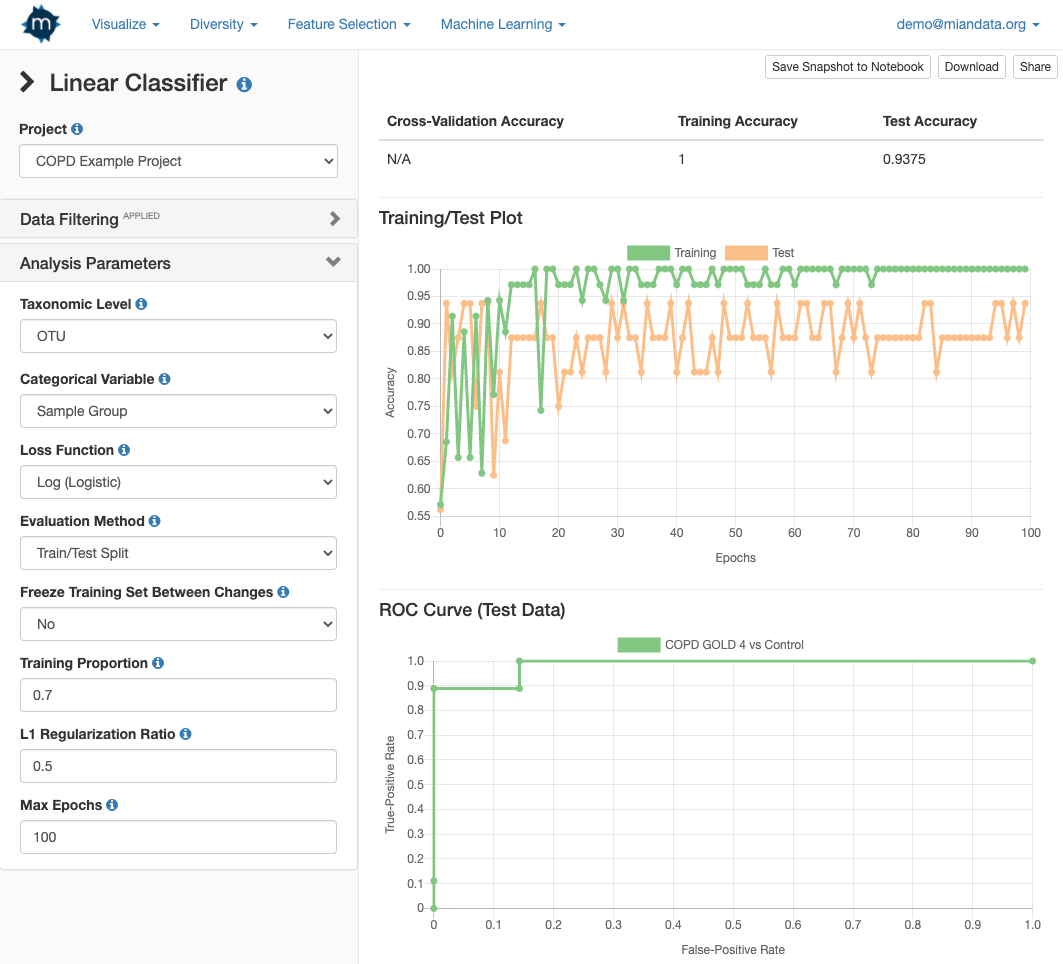 m Visualize Diversity Feature Selection Machine Learning demo@miandata.org
Linear Classifier
Project
COPD Example Project
Data Filtering APPLIED
Analysis Parameters
Taxonomic Level
OTU
Categorical Variable
Sample Group
Loss Function
Log (Logistic)
Evaluation Method
Train/Test Split
Freeze Training Set Between Changes
No
Training Proportion
0.7
L1 Regularization Ratio
0.5
Max Epochs
100
Save Snapshot to Notebook Download Share
Cross-Validation Accuracy Training Accuracy Test Accuracy
N/A 1 0.9375
Training/Test Plot
Training Test
1.00
0.95
0.90
0.85
0.80
0.75
0.70
0.65
0.60
0.55
Accuracy
0 10 20 30 40 50 60 70 80 90 100
Epochs
ROC Curve (Test Data)
COPD GOLD 4 vs Control
1.0
0.9
0.8
0.7
0.6
0.5
0.4
0.3
0.2
0.1
0
True-Positive Rate
0 0.1 0.2 0.3 0.4 0.5 0.6 0.7 0.8 0.9 1.0
False-Positive Rate